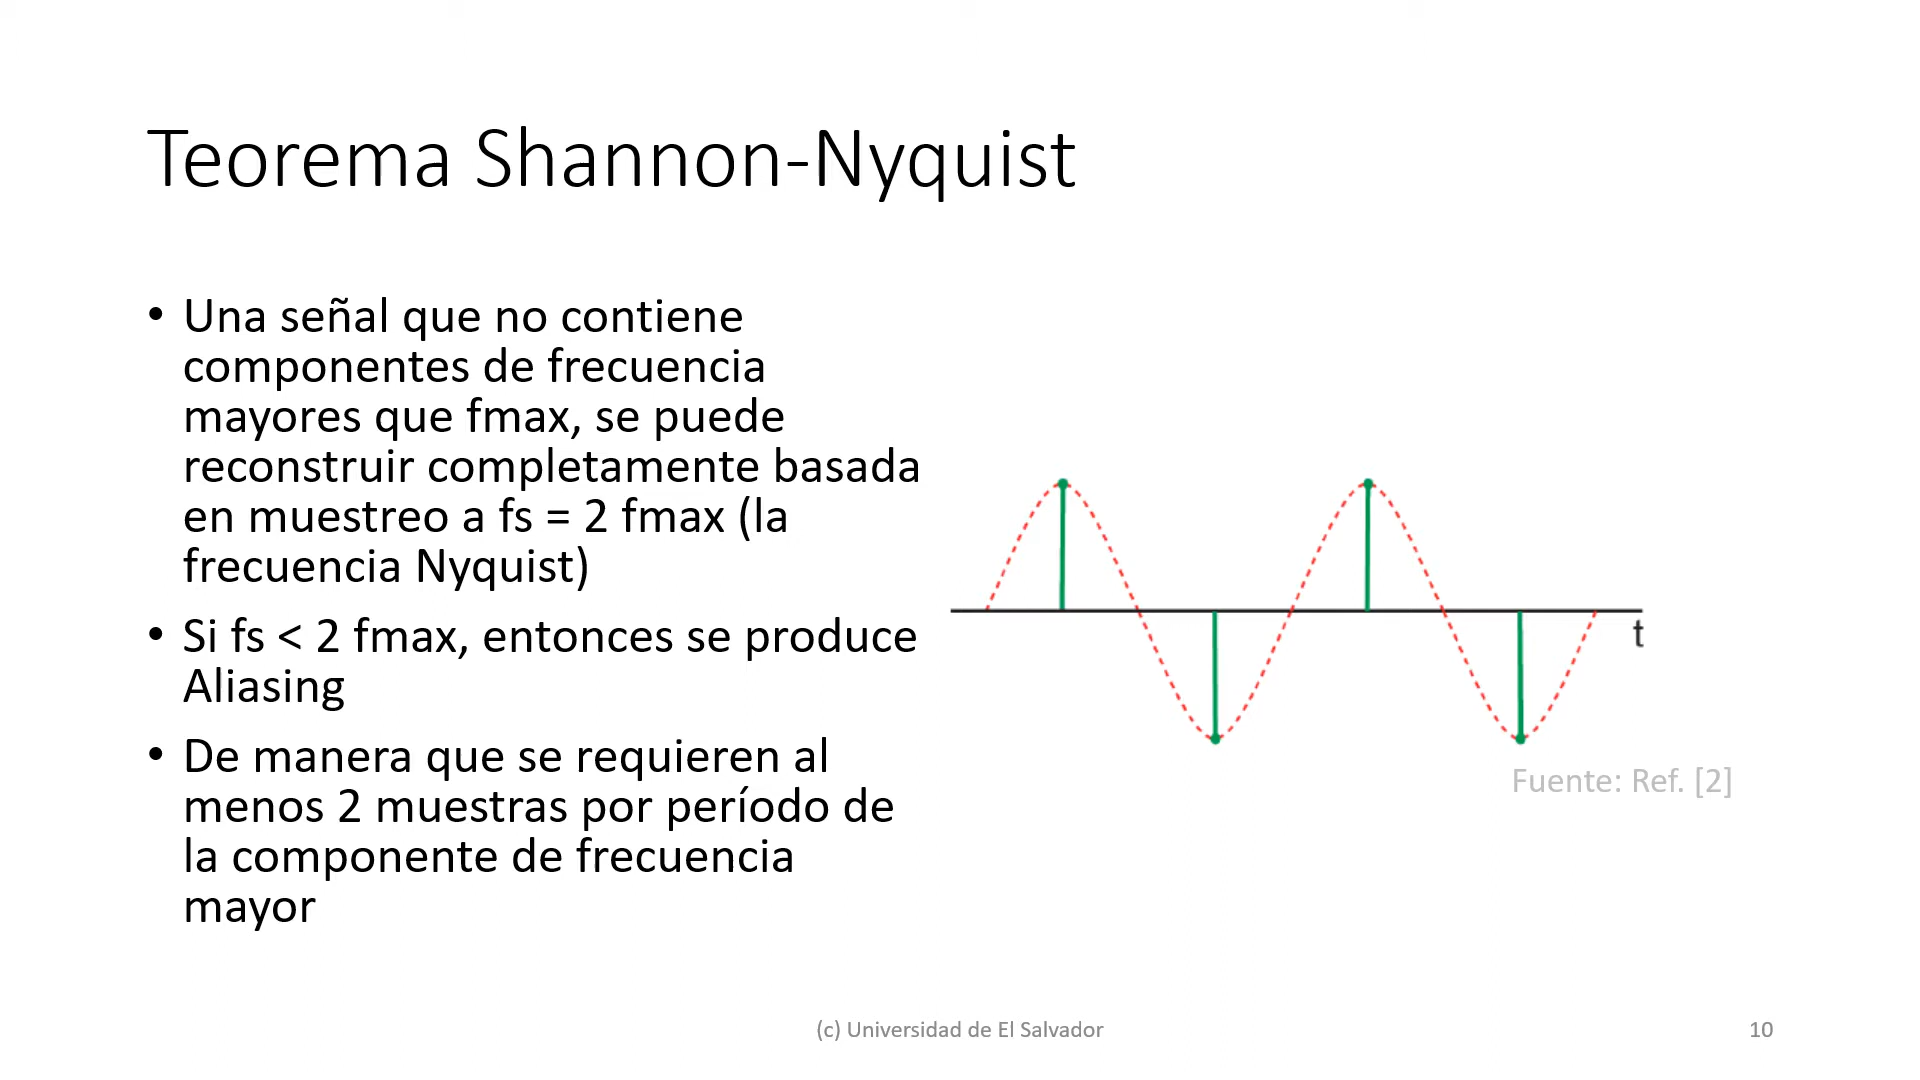 Teorema Shannon-Nyquist
• Una señal que no contiene
componentes de frecuencia
mayores que fmax, se puede
reconstruir completamente basada
en muestreo a fs = 2 fmax (la
frecuencia Nyquist)
• Si fs < 2 fmax, entonces se produce
Aliasing
• De manera que se requieren al
menos 2 muestras por período de
la componente de frecuencia
mayor
t
Fuente: Ref. [2]
(c) Universidad de El Salvador
10